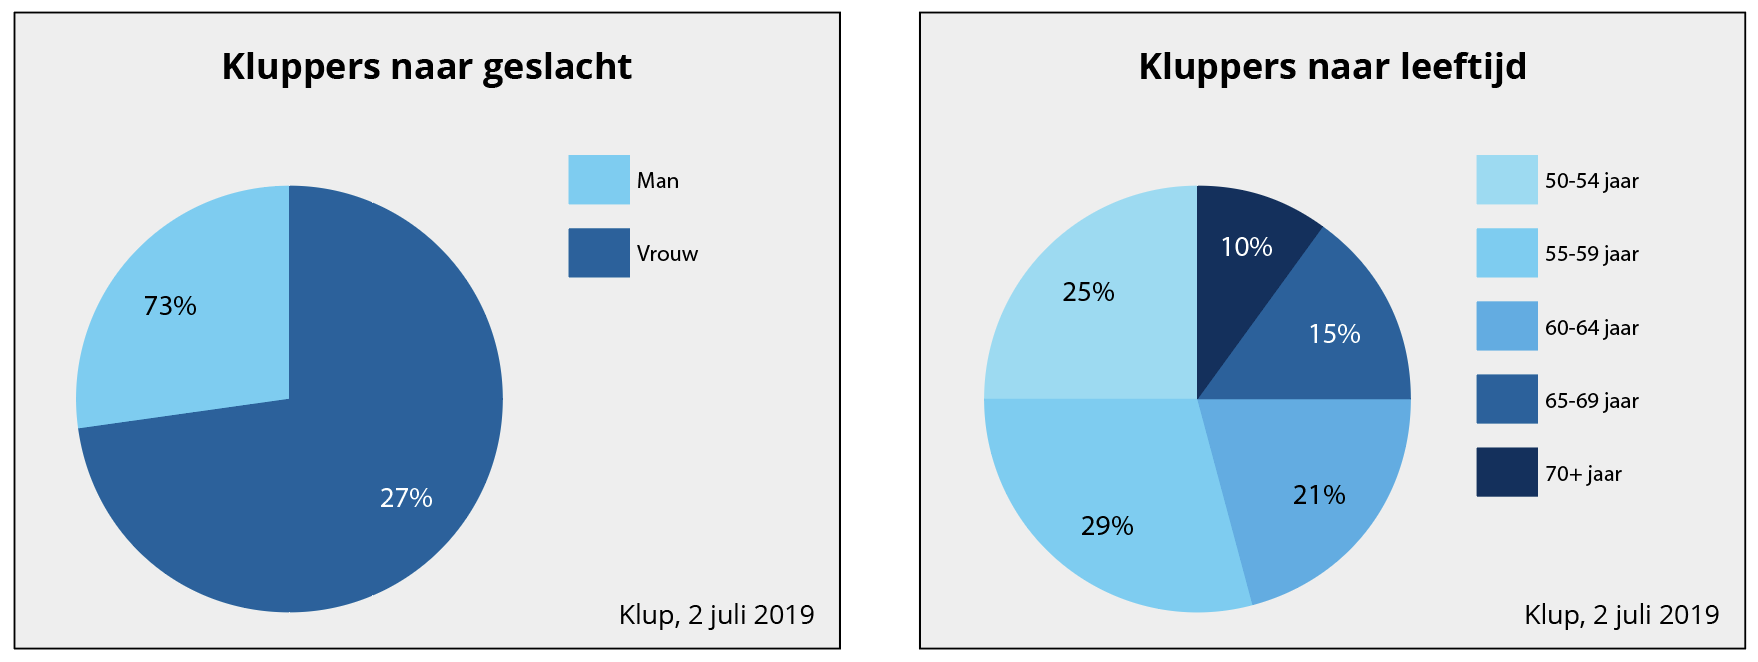 Kluppers naar geslacht
Man
Vrouw
73%
27%
Klup, 2 juli 2019
Kluppers naar leeftijd
50-54 jaar
55-59 jaar
60-64 jaar
65-69 jaar
70+ jaar
10%
25%
15%
21%
29%
Klup, 2 juli 2019